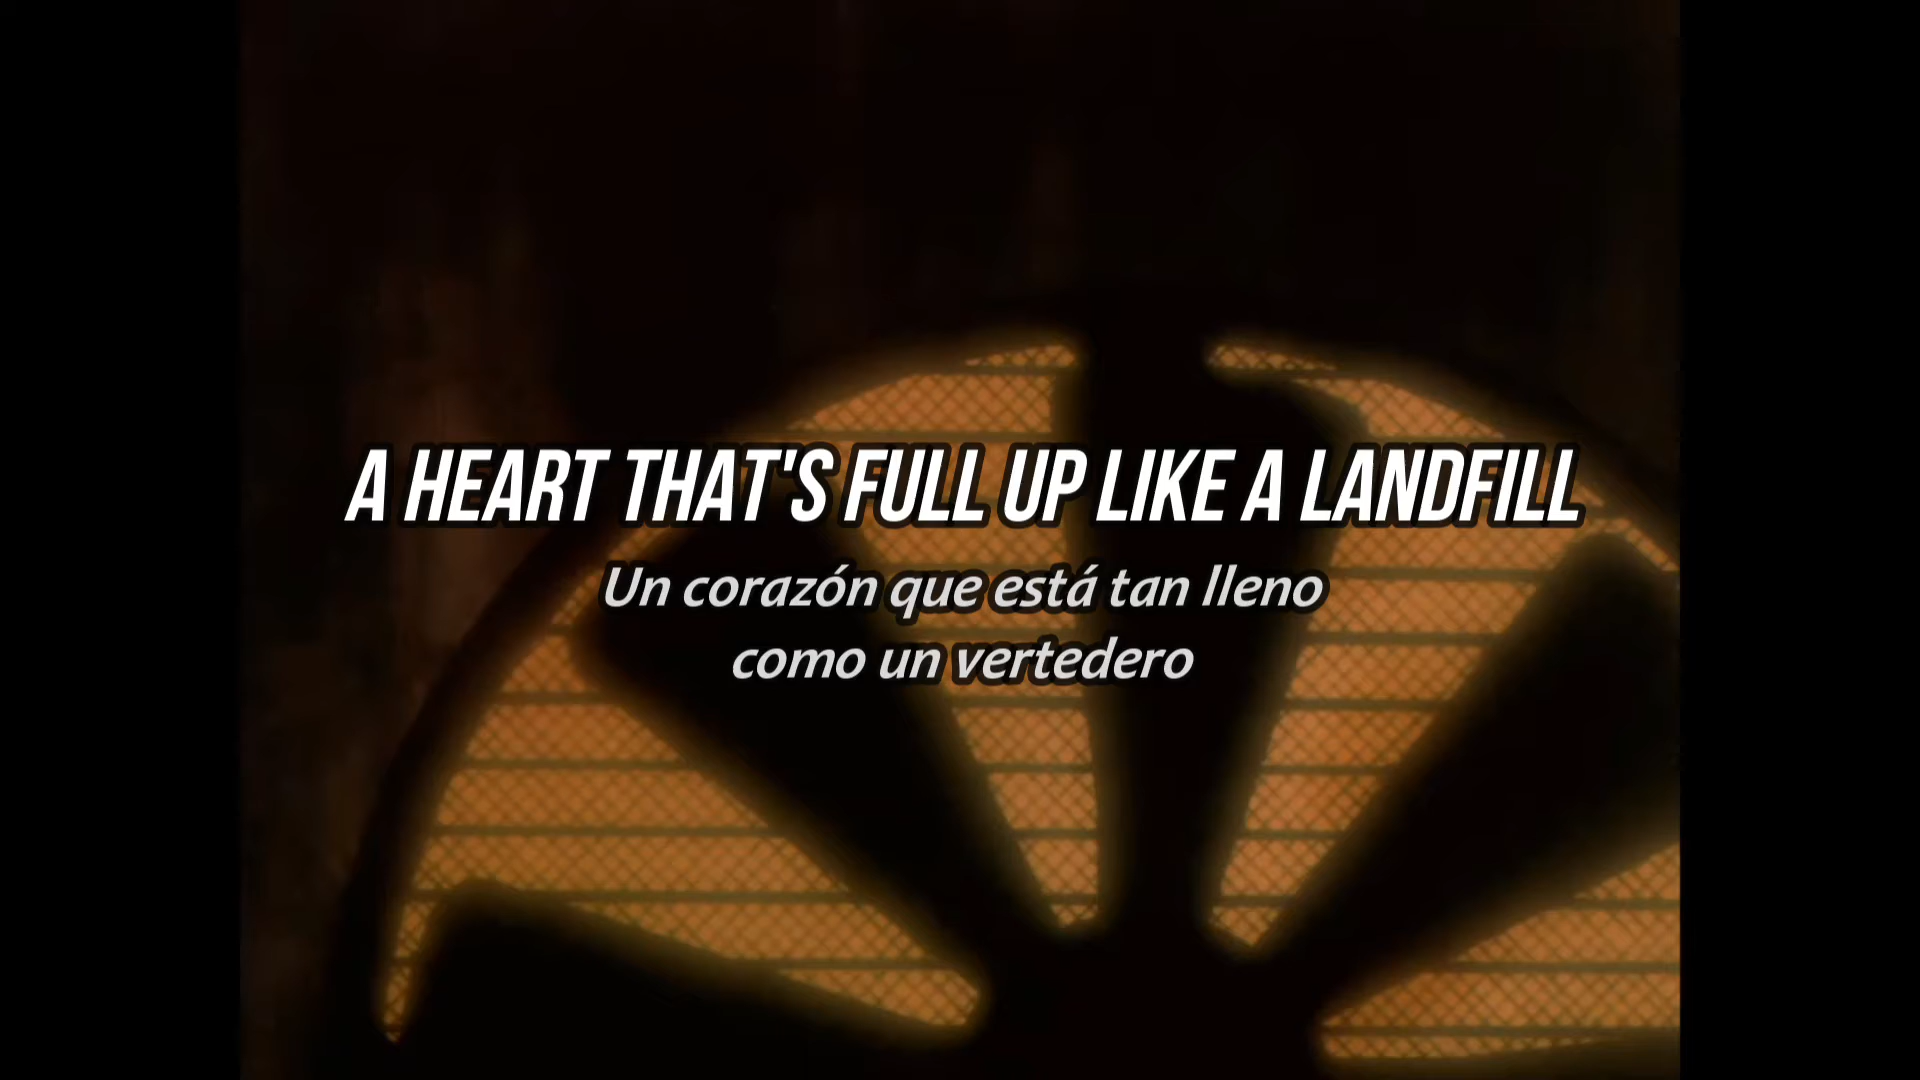 A HEART THAT'S FULL UP LIKE A LANDFILL
Un corazón que está tan lleno
como un vertedero